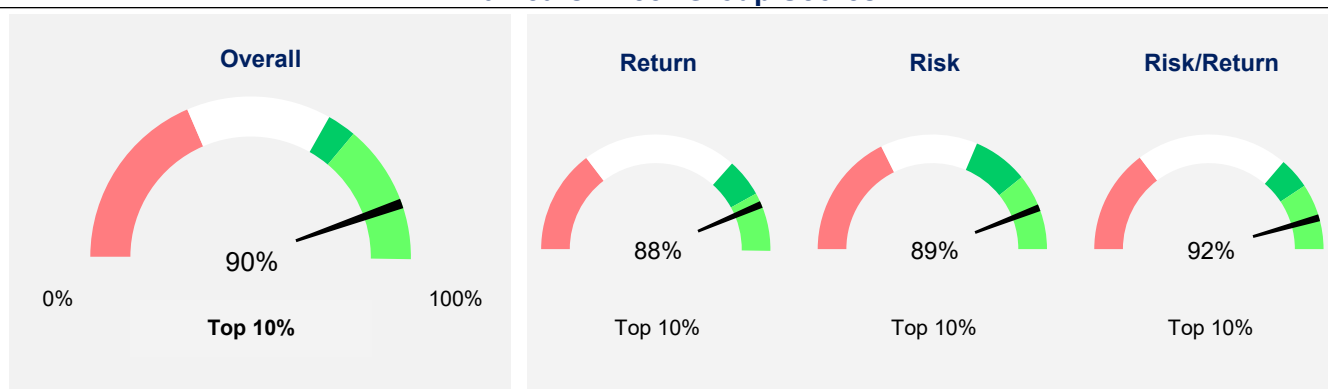 Overall
90%
0%
100%
Top 10%
Return
Risk
Risk/Return
88%
89%
92%
Top 10%
Top 10%
Top 10%